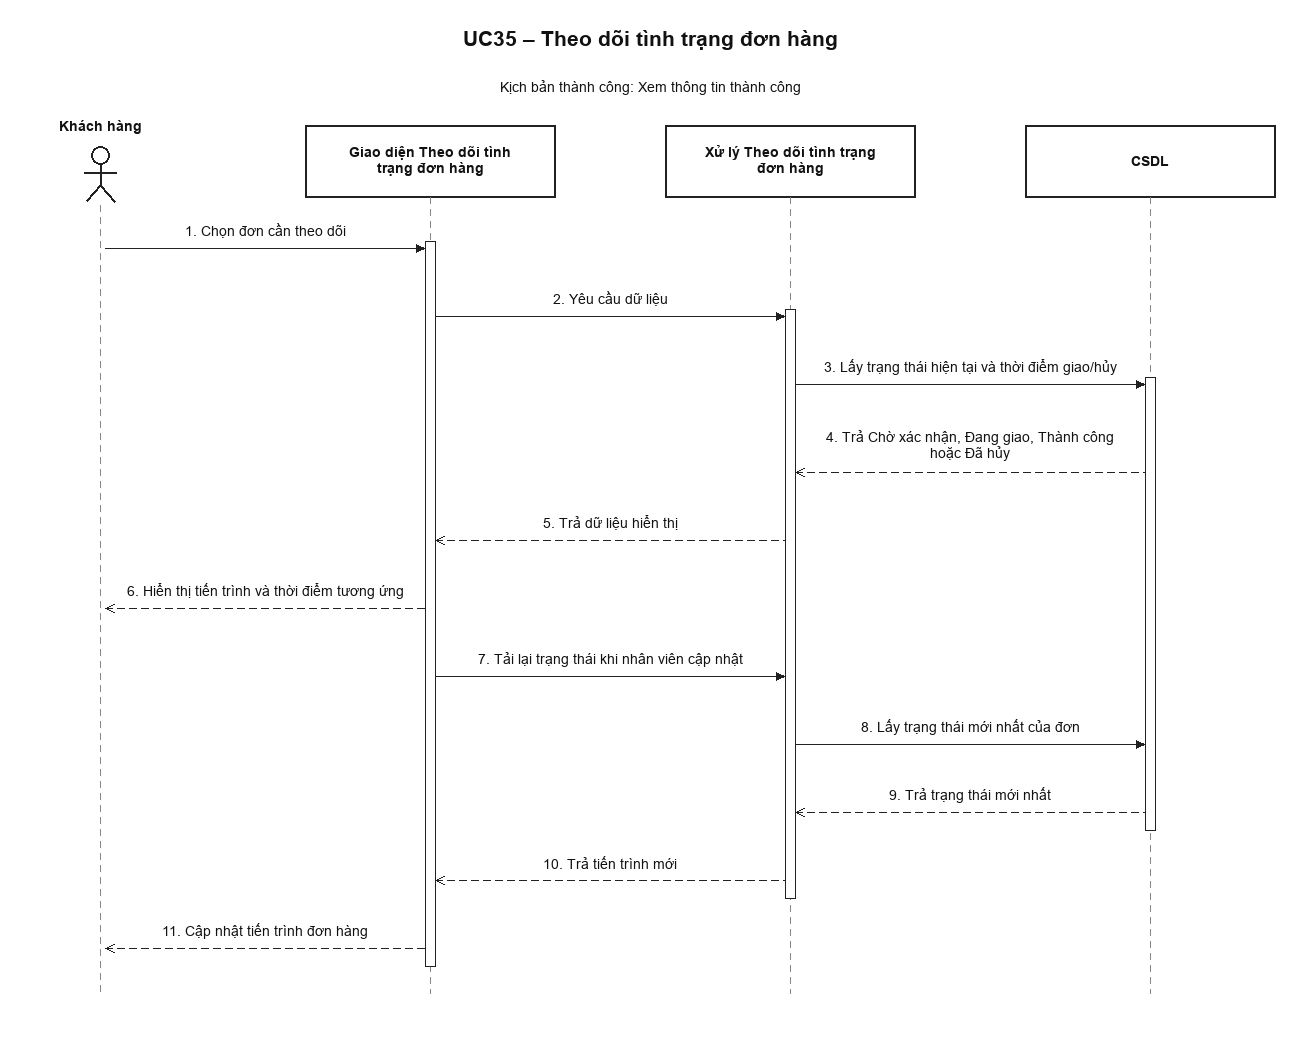 UC35 – Theo dõi tình trạng đơn hàng
Kịch bản thành công: Xem thông tin thành công
Khách hàng
Giao diện Theo dõi tình
trạng đơn hàng
Xử lý Theo dõi tình trạng
đơn hàng
CSDL
1. Chọn đơn cần theo dõi
2. Yêu cầu dữ liệu
3. Lấy trạng thái hiện tại và thời điểm giao/hủy
4. Trả Chờ xác nhận, Đang giao, Thành công
hoặc Đã hủy
5. Trả dữ liệu hiển thị
6. Hiển thị tiến trình và thời điểm tương ứng
7. Tải lại trạng thái khi nhân viên cập nhật
8. Lấy trạng thái mới nhất của đơn
9. Trả trạng thái mới nhất
10. Trả tiến trình mới
11. Cập nhật tiến trình đơn hàng